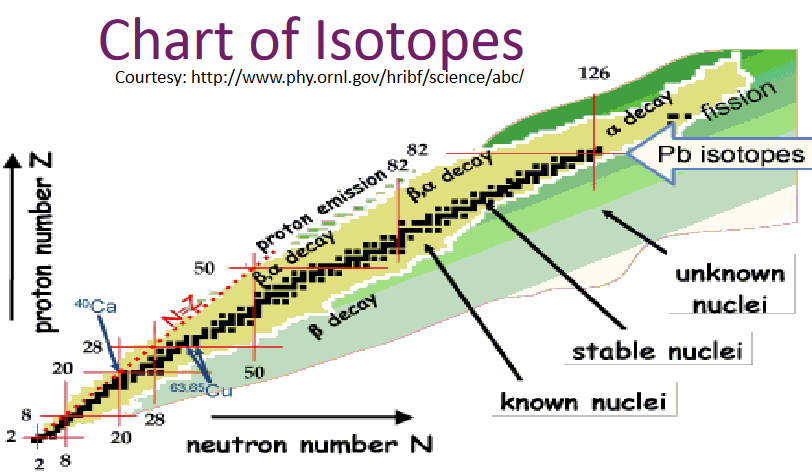 Chart of Isotopes
Courtesy: http://www.phy.ornl.gov/hribf/science/abc/
126
α decay
fission
82
82
Pb isotopes
β,α decay
proton emission
proton number Z
50
β,α decay
N=Z
β decay
unknown
nuclei
⁴⁰Ca
28
stable nuclei
20
50
⁶³,⁶⁵Cu
known nuclei
8
28
20
neutron number N
2
2
8